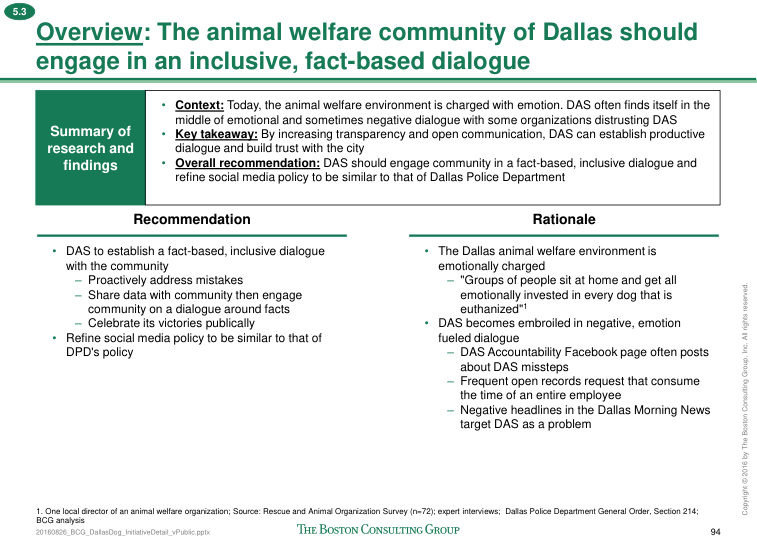 5.3
Overview: The animal welfare community of Dallas should
engage in an inclusive, fact-based dialogue
Summary of
research and
findings
• Context: Today, the animal welfare environment is charged with emotion. DAS often finds itself in the
middle of emotional and sometimes negative dialogue with some organizations distrusting DAS
• Key takeaway: By increasing transparency and open communication, DAS can establish productive
dialogue and build trust with the city
• Overall recommendation: DAS should engage community in a fact-based, inclusive dialogue and
refine social media policy to be similar to that of Dallas Police Department
Recommendation
• DAS to establish a fact-based, inclusive dialogue
with the community
– Proactively address mistakes
– Share data with community then engage
community on a dialogue around facts
– Celebrate its victories publically
• Refine social media policy to be similar to that of
DPD's policy
Rationale
• The Dallas animal welfare environment is
emotionally charged
– "Groups of people sit at home and get all
emotionally invested in every dog that is
euthanized"1
• DAS becomes embroiled in negative, emotion
fueled dialogue
– DAS Accountability Facebook page often posts
about DAS missteps
– Frequent open records request that consume
the time of an entire employee
– Negative headlines in the Dallas Morning News
target DAS as a problem
1. One local director of an animal welfare organization; Source: Rescue and Animal Organization Survey (n=72); expert interviews; Dallas Police Department General Order, Section 214;
BCG analysis
20160826_BCG_DallasDog_InitiativeDetail_vPublic.pptx
THE BOSTON CONSULTING GROUP
94
Copyright © 2016 by The Boston Consulting Group, Inc. All rights reserved.